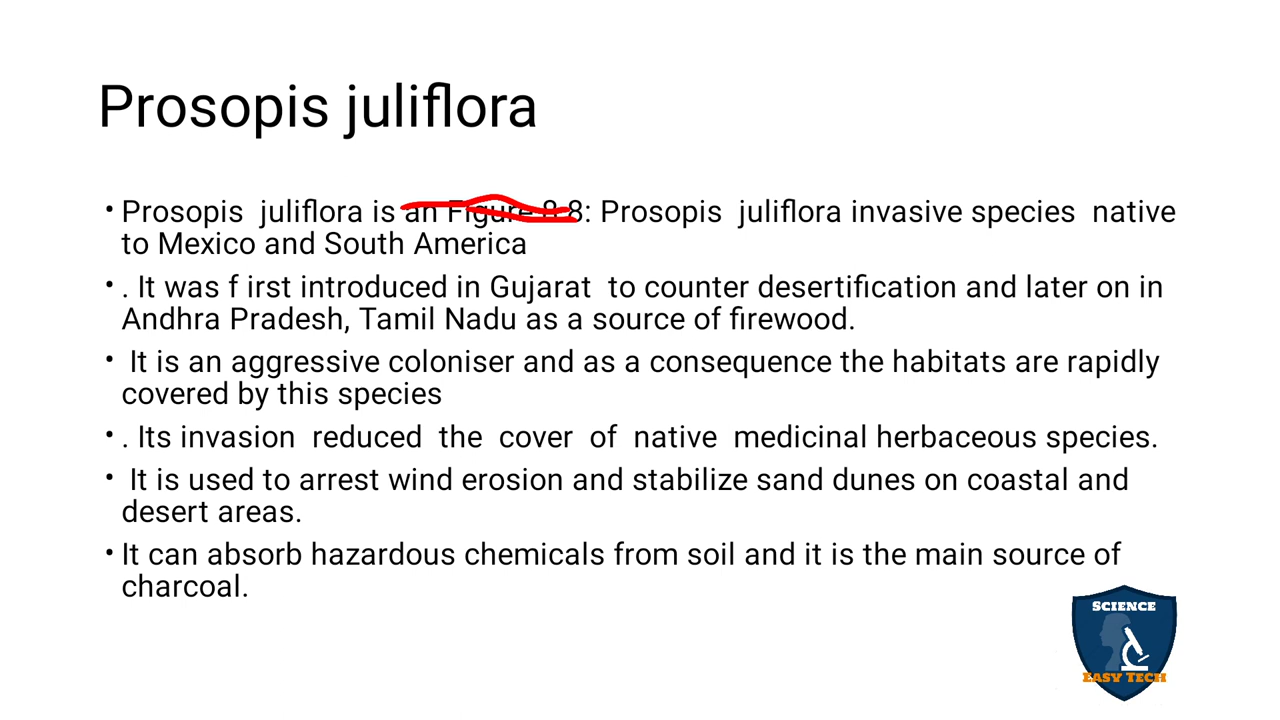 Prosopis juliflora
• Prosopis juliflora is an Figure 8.8: Prosopis juliflora invasive species native
to Mexico and South America
• . It was f irst introduced in Gujarat to counter desertification and later on in
Andhra Pradesh, Tamil Nadu as a source of firewood.
• It is an aggressive coloniser and as a consequence the habitats are rapidly
covered by this species
• . Its invasion reduced the cover of native medicinal herbaceous species.
• It is used to arrest wind erosion and stabilize sand dunes on coastal and
desert areas.
• It can absorb hazardous chemicals from soil and it is the main source of
charcoal.
SCIENCE
EASY TECH